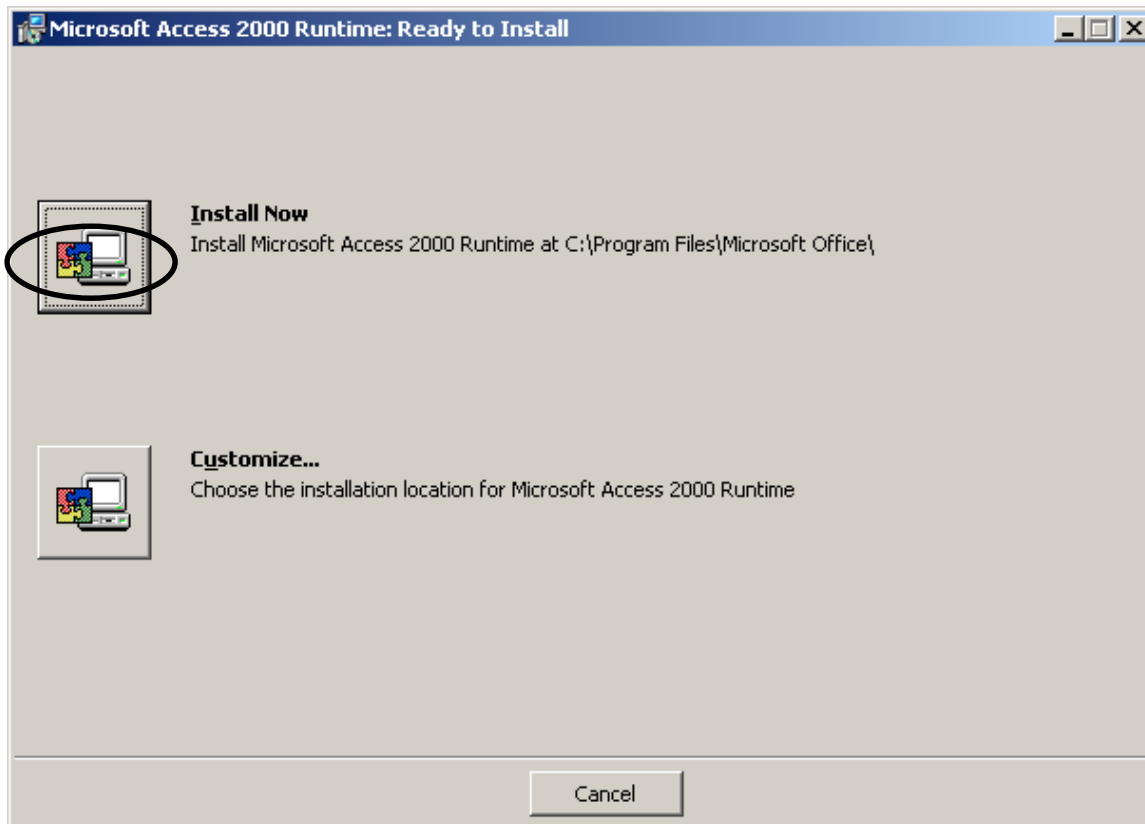 Microsoft Access 2000 Runtime: Ready to Install
Install Now
Install Microsoft Access 2000 Runtime at C:\Program Files\Microsoft Office\
Customize...
Choose the installation location for Microsoft Access 2000 Runtime
Cancel